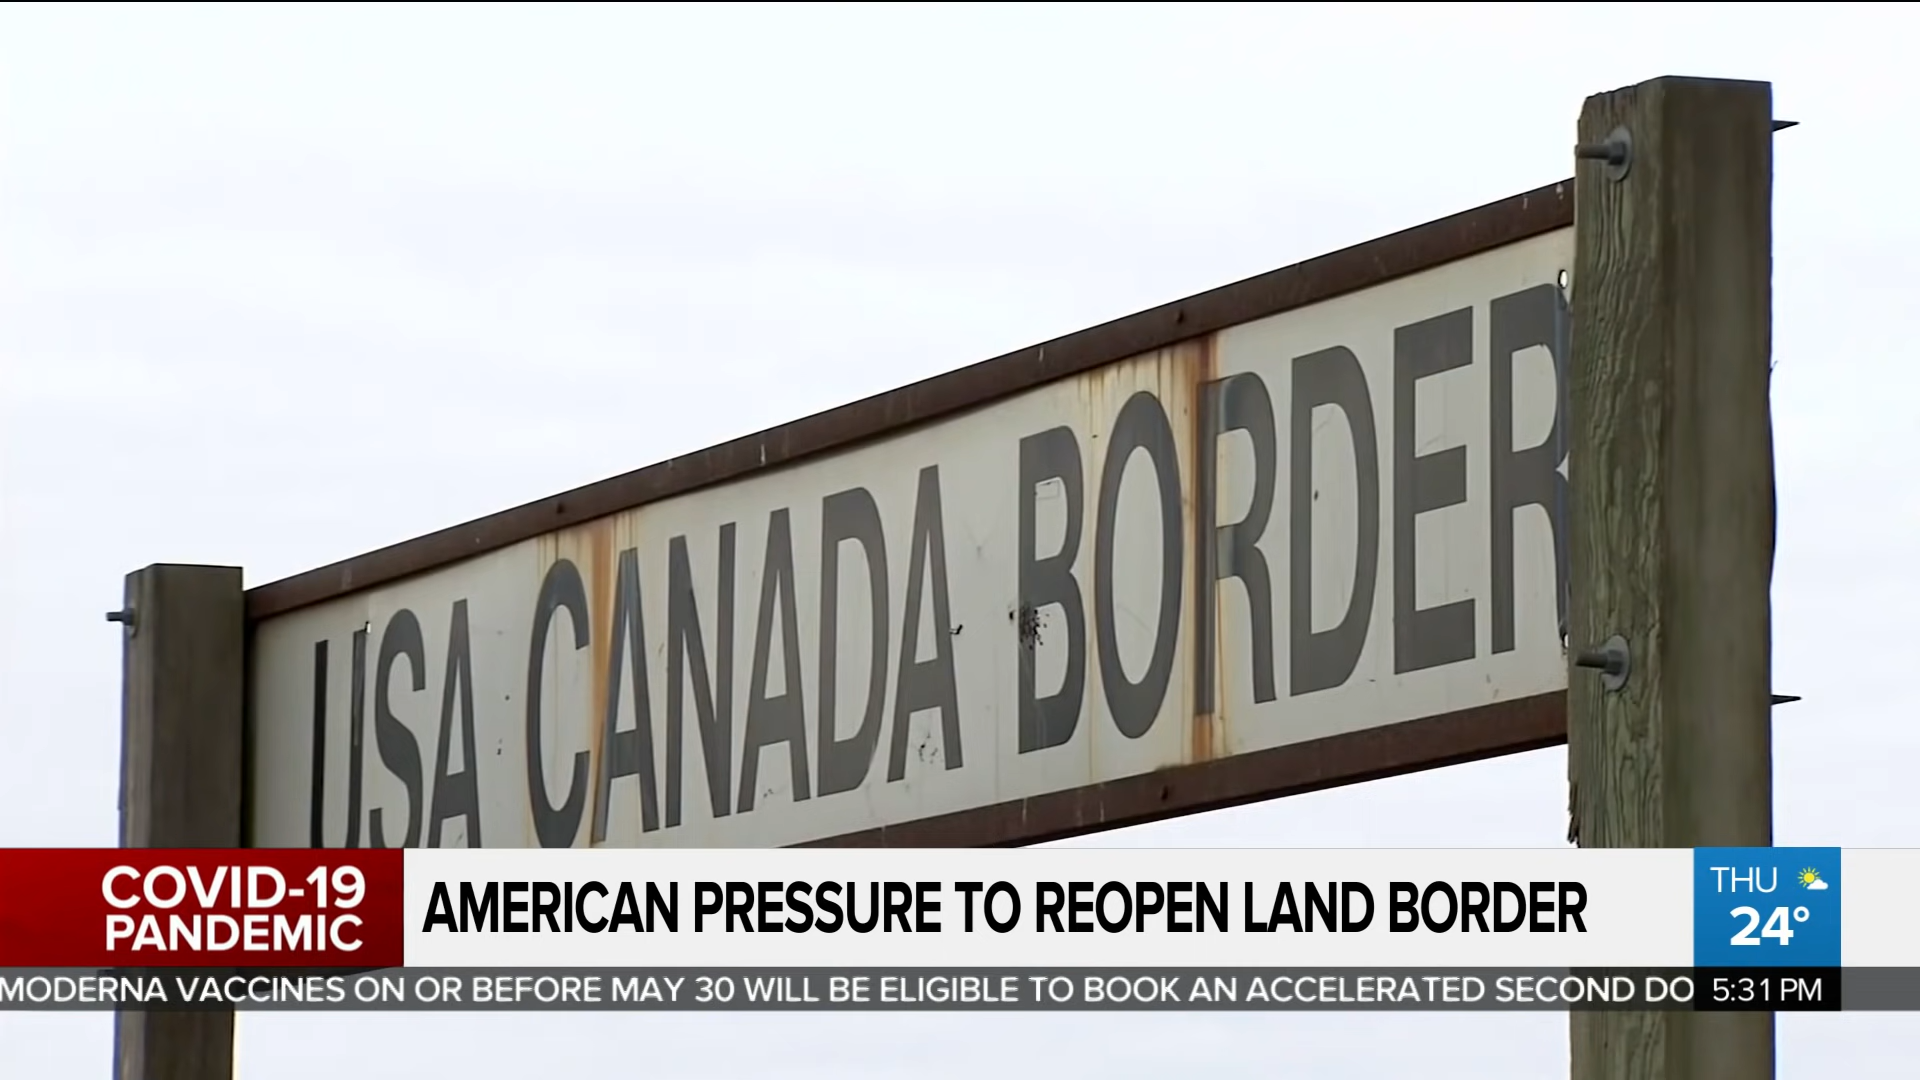 USA CANADA BORDER
COVID-19
PANDEMIC
AMERICAN PRESSURE TO REOPEN LAND BORDER
THU
24°
MODERNA VACCINES ON OR BEFORE MAY 30 WILL BE ELIGIBLE TO BOOK AN ACCELERATED SECOND DO
5:31 PM